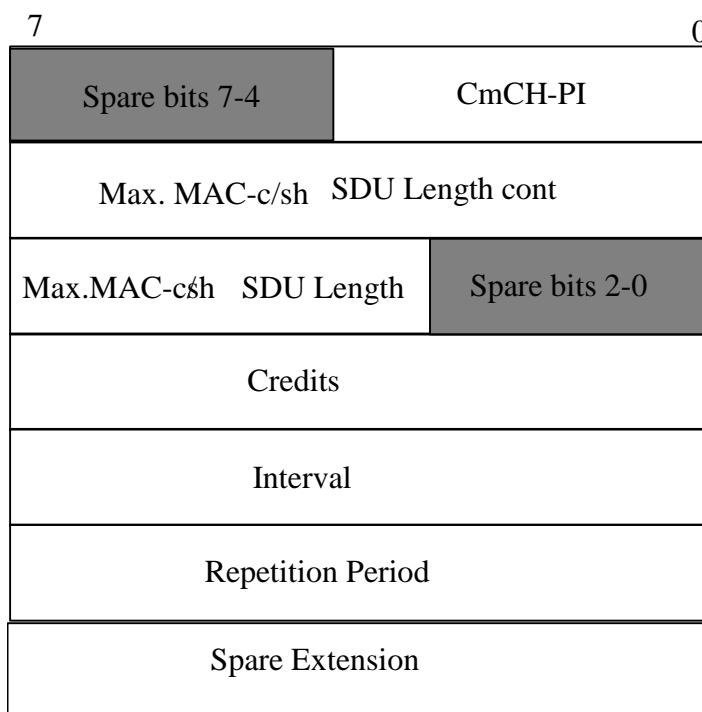 7 0
Spare bits 7-4 CmCH-PI
Max. MAC-c/sh SDU Length cont
Max.MAC-c/sh SDU Length Spare bits 2-0
Credits
Interval
Repetition Period
Spare Extension